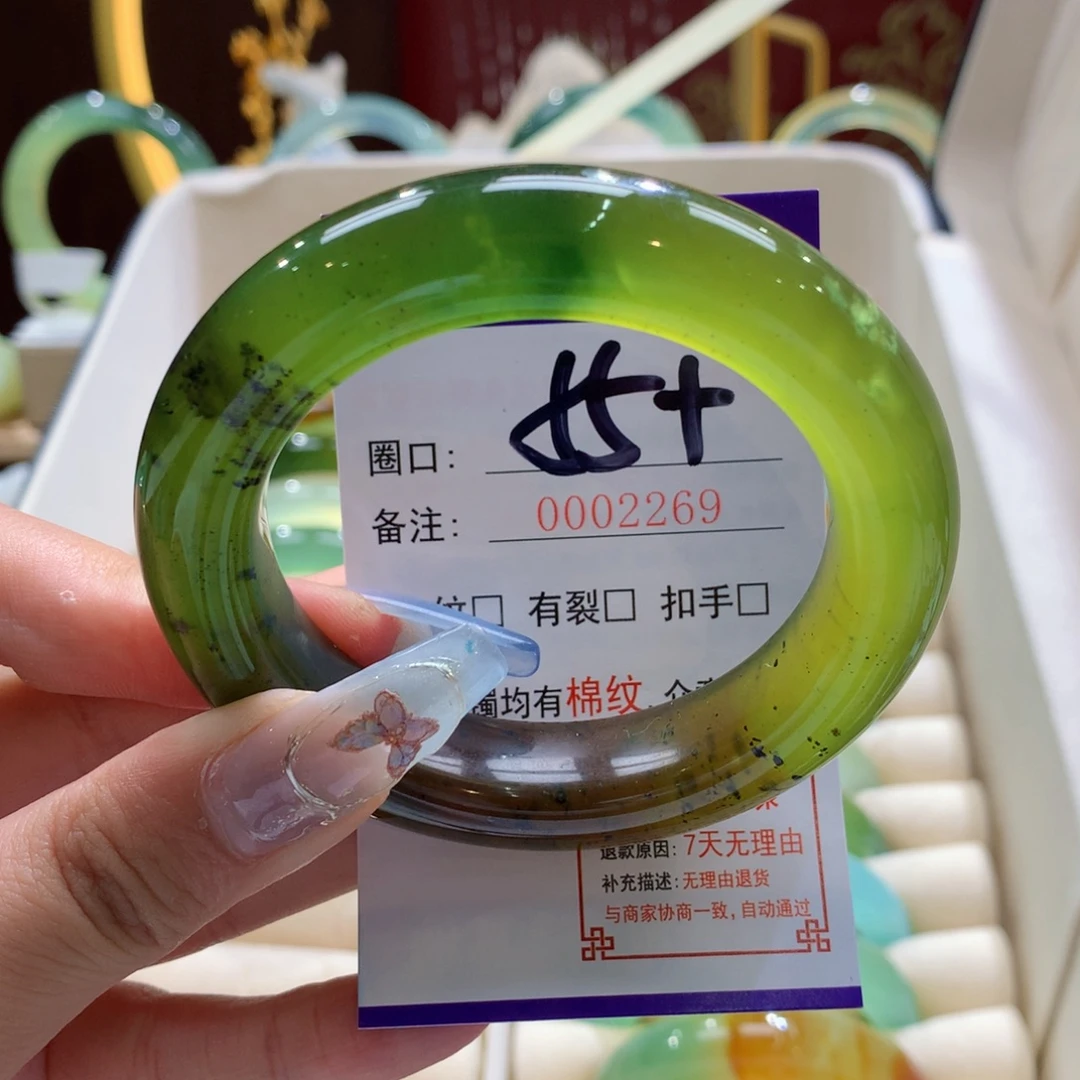 圈口: 55+
备注: 0002269
纹□ 有裂□ 扣手□
镯均有棉纹
退款原因: 7天无理由
补充描述: 无理由退货
与商家协商一致, 自动通过